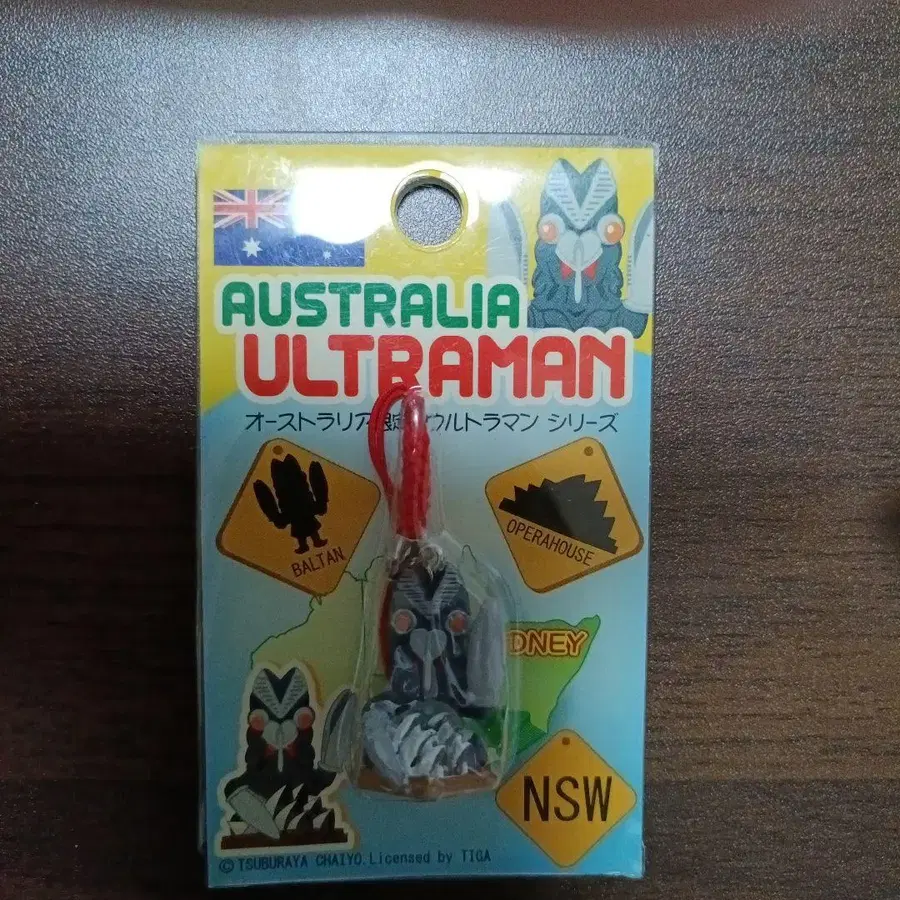 AUSTRALIA
ULTRAMAN
オーストラリア限定 ウルトラマン シリーズ
BALTAN
OPERAHOUSE
DNEY
NSW
©TSUBURAYA CHAIYO.Licensed by TIGA